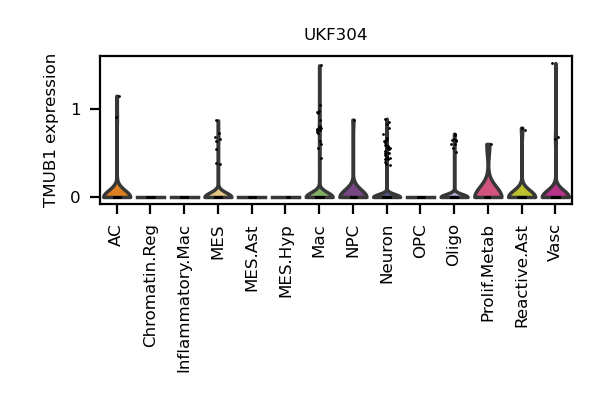 UKF304
TMUB1 expression
1
0
AC
Chromatin.Reg
Inflammatory.Mac
MES
MES.Ast
MES.Hyp
Mac
NPC
Neuron
OPC
Oligo
Prolif.Metab
Reactive.Ast
Vasc